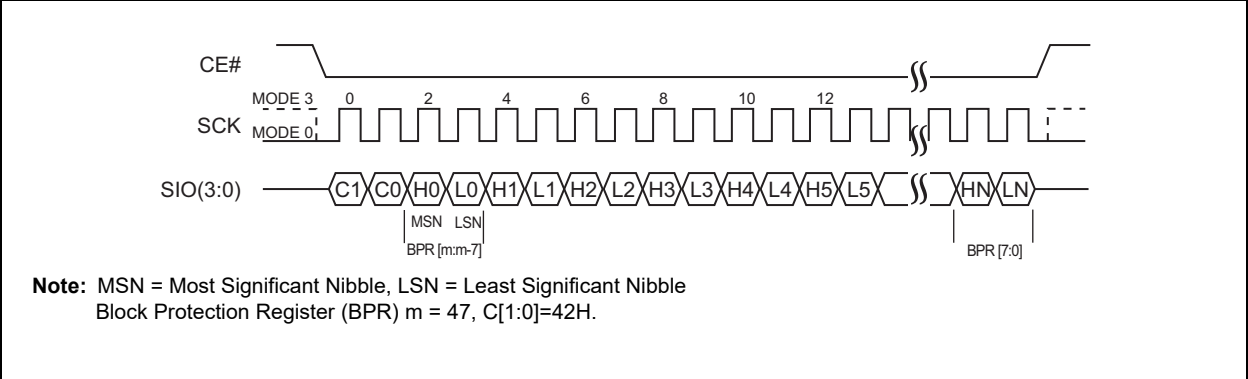 CE#
MODE 3 0 2 4 6 8 10 12
SCK
MODE 0
SIO(3:0) C1 C0 H0 L0 H1 L1 H2 L2 H3 L3 H4 L4 H5 L5 HN LN
MSN LSN
BPR [m:m-7] BPR [7:0]
Note: MSN = Most Significant Nibble, LSN = Least Significant Nibble
Block Protection Register (BPR) m = 47, C[1:0]=42H.